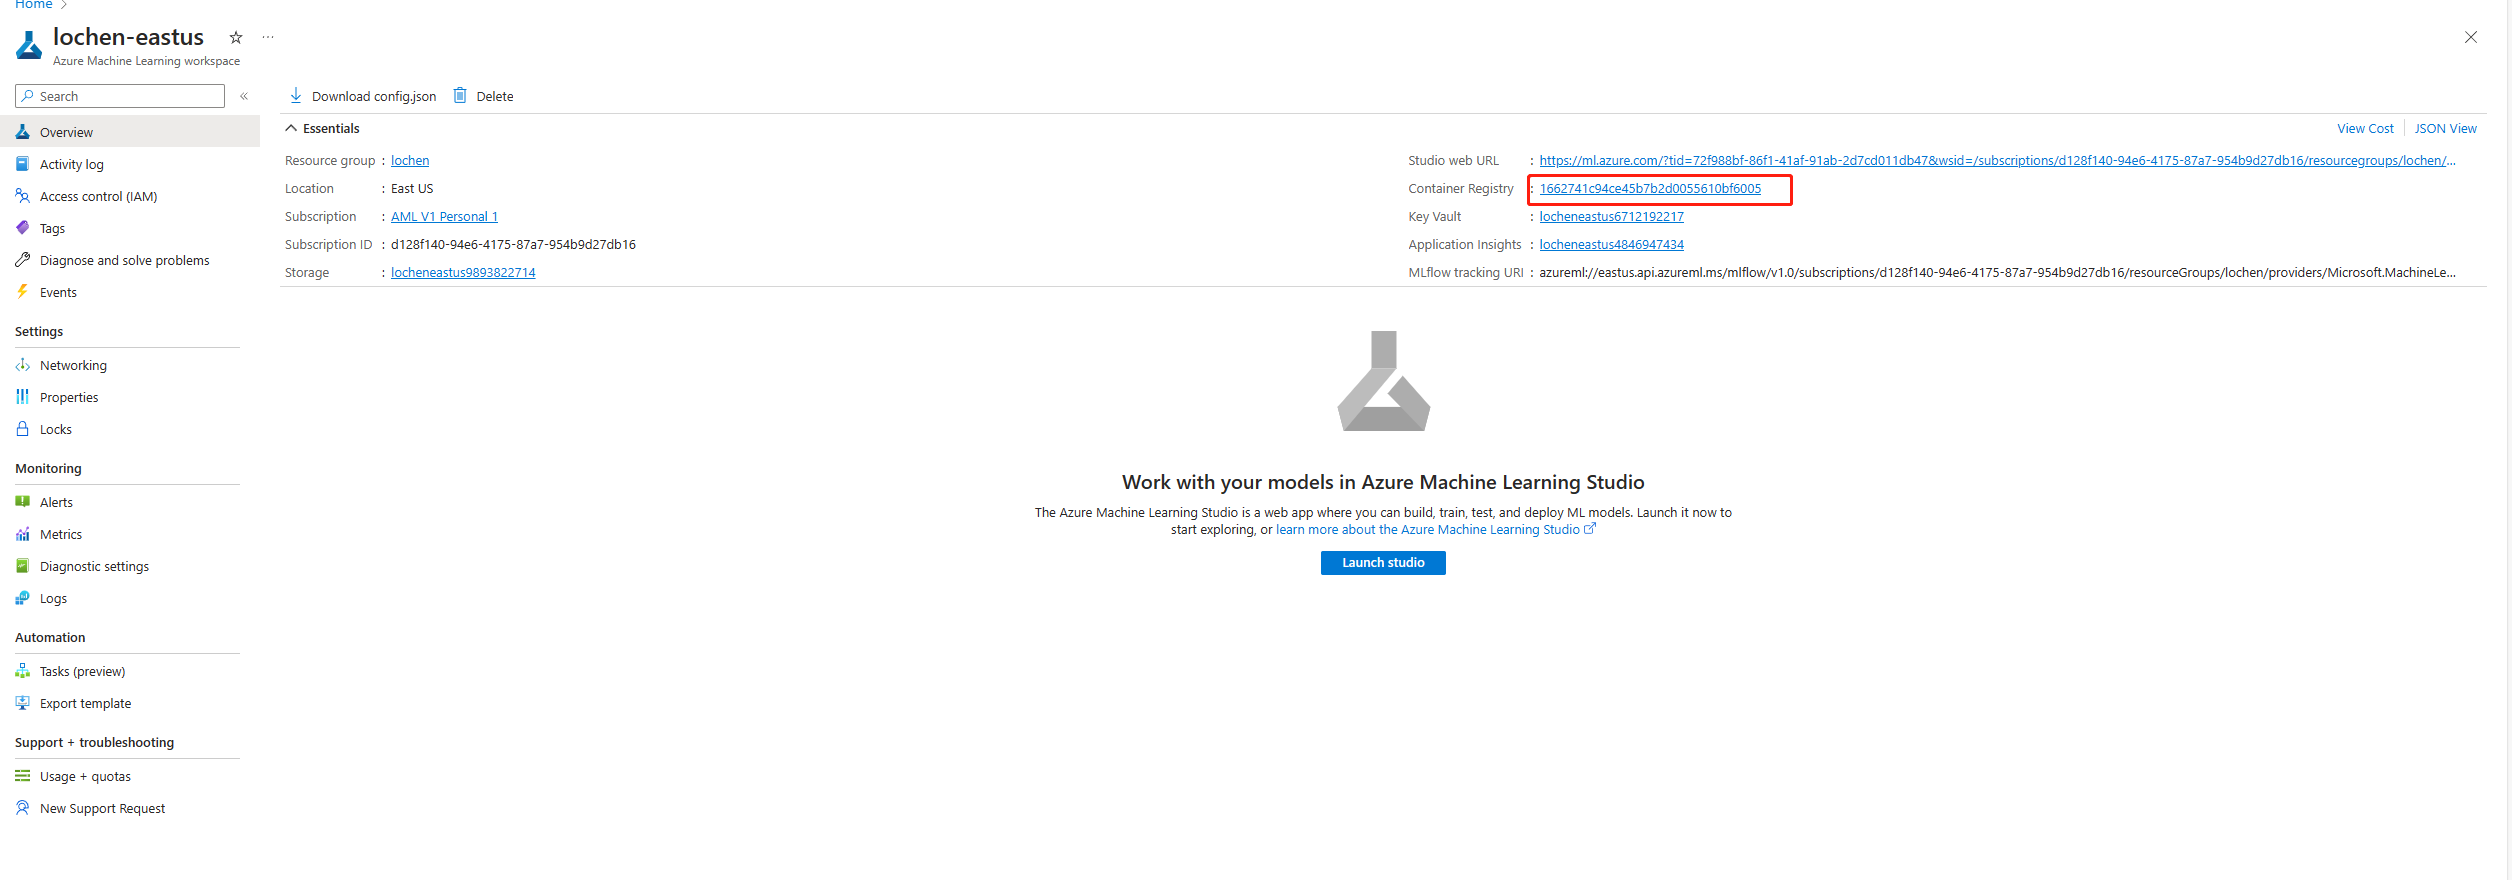 Home
lochen-eastus
Azure Machine Learning workspace
Search
Download config.json Delete
Overview
Activity log
Access control (IAM)
Tags
Diagnose and solve problems
Events
Settings
Networking
Properties
Locks
Monitoring
Alerts
Metrics
Diagnostic settings
Logs
Automation
Tasks (preview)
Export template
Support + troubleshooting
Usage + quotas
New Support Request
Essentials
View Cost JSON View
Resource group : lochen
Location : East US
Subscription : AML V1 Personal 1
Subscription ID : d128f140-94e6-4175-87a7-954b9d27db16
Storage : locheneastus9893822714
Studio web URL : https://ml.azure.com/?tid=72f988bf-86f1-41af-91ab-2d7cd011db47&wsid=/subscriptions/d128f140-94e6-4175-87a7-954b9d27db16/resourcegroups/lochen/...
Container Registry : 1662741c94ce45b7b2d0055610bf6005
Key Vault : locheneastus6712192217
Application Insights : locheneastus4846947434
MLflow tracking URI : azureml://eastus.api.azureml.ms/mlflow/v1.0/subscriptions/d128f140-94e6-4175-87a7-954b9d27db16/resourceGroups/lochen/providers/Microsoft.MachineLe...
Work with your models in Azure Machine Learning Studio
The Azure Machine Learning Studio is a web app where you can build, train, test, and deploy ML models. Launch it now to
start exploring, or learn more about the Azure Machine Learning Studio
Launch studio